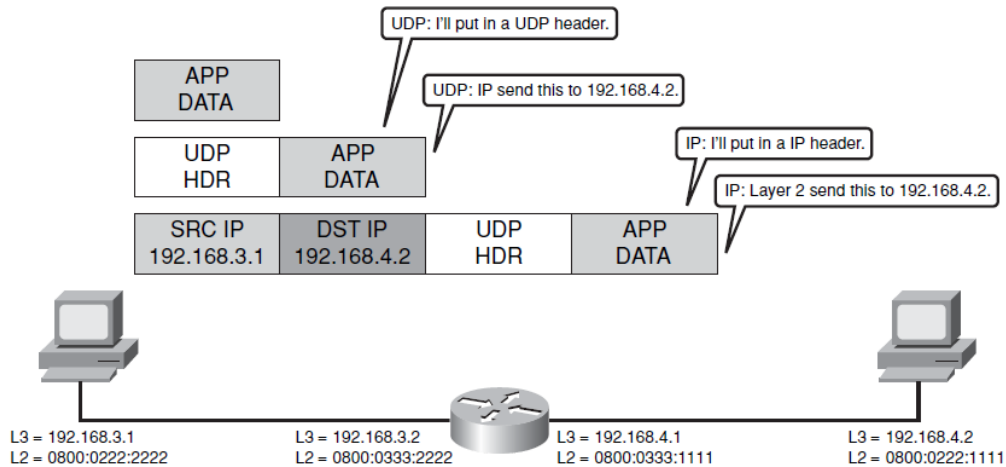 UDP: I'll put in a UDP header.
APP
DATA
UDP: IP send this to 192.168.4.2.
UDP
HDR
APP
DATA
IP: I'll put in a IP header.
IP: Layer 2 send this to 192.168.4.2.
SRC IP
192.168.3.1
DST IP
192.168.4.2
UDP
HDR
APP
DATA
L3 = 192.168.3.1
L2 = 0800:0222:2222
L3 = 192.168.3.2
L2 = 0800:0333:2222
L3 = 192.168.4.1
L2 = 0800:0333:1111
L3 = 192.168.4.2
L2 = 0800:0222:1111